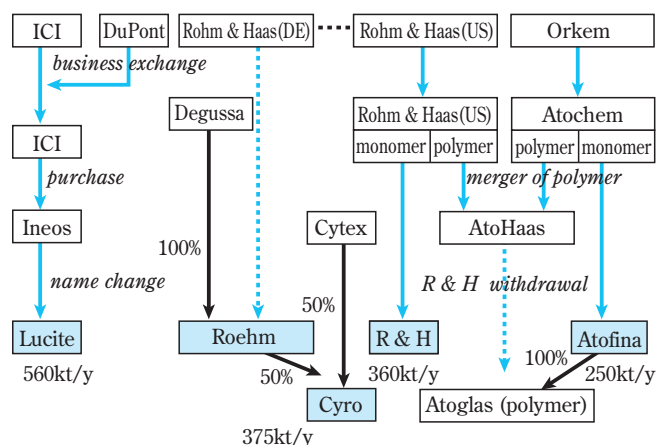 ICI
DuPont
Rohm & Haas(DE)
Rohm & Haas(US)
Orkem
business exchange
Degussa
Rohm & Haas(US)
Atochem
monomer
polymer
polymer
monomer
ICI
purchase
merger of polymer
Ineos
Cytex
AtoHaas
100%
name change
50%
R & H withdrawal
Lucite
Roehm
R & H
Atofina
560kt/y
50%
360kt/y
100%
250kt/y
Cyro
Atoglas (polymer)
375kt/y